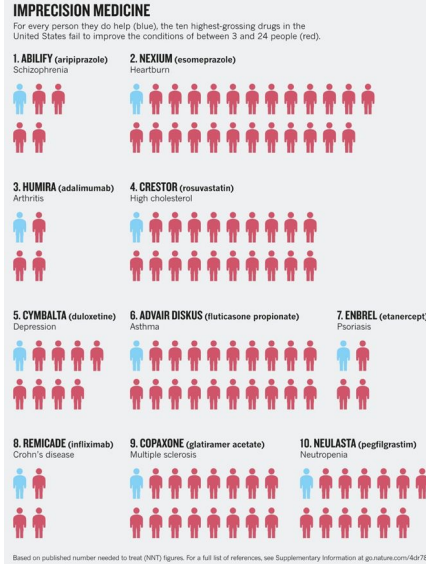 IMPRECISION MEDICINE
For every person they do help (blue), the ten highest-grossing drugs in the
United States fail to improve the conditions of between 3 and 24 people (red).
1. ABILIFY (aripiprazole)
Schizophrenia
2. NEXIUM (esomeprazole)
Heartburn
3. HUMIRA (adalimumab)
Arthritis
4. CRESTOR (rosuvastatin)
High cholesterol
5. CYMBALTA (duloxetine)
Depression
6. ADVAIR DISKUS (fluticasone propionate)
Asthma
7. ENBREL (etanercept)
Psoriasis
8. REMICADE (infliximab)
Crohn's disease
9. COPAXONE (glatiramer acetate)
Multiple sclerosis
10. NEULASTA (pegfilgrastim)
Neutropenia
Based on published number needed to treat (NNT) figures. For a full list of references, see Supplementary Information at go.nature.com/4dr78